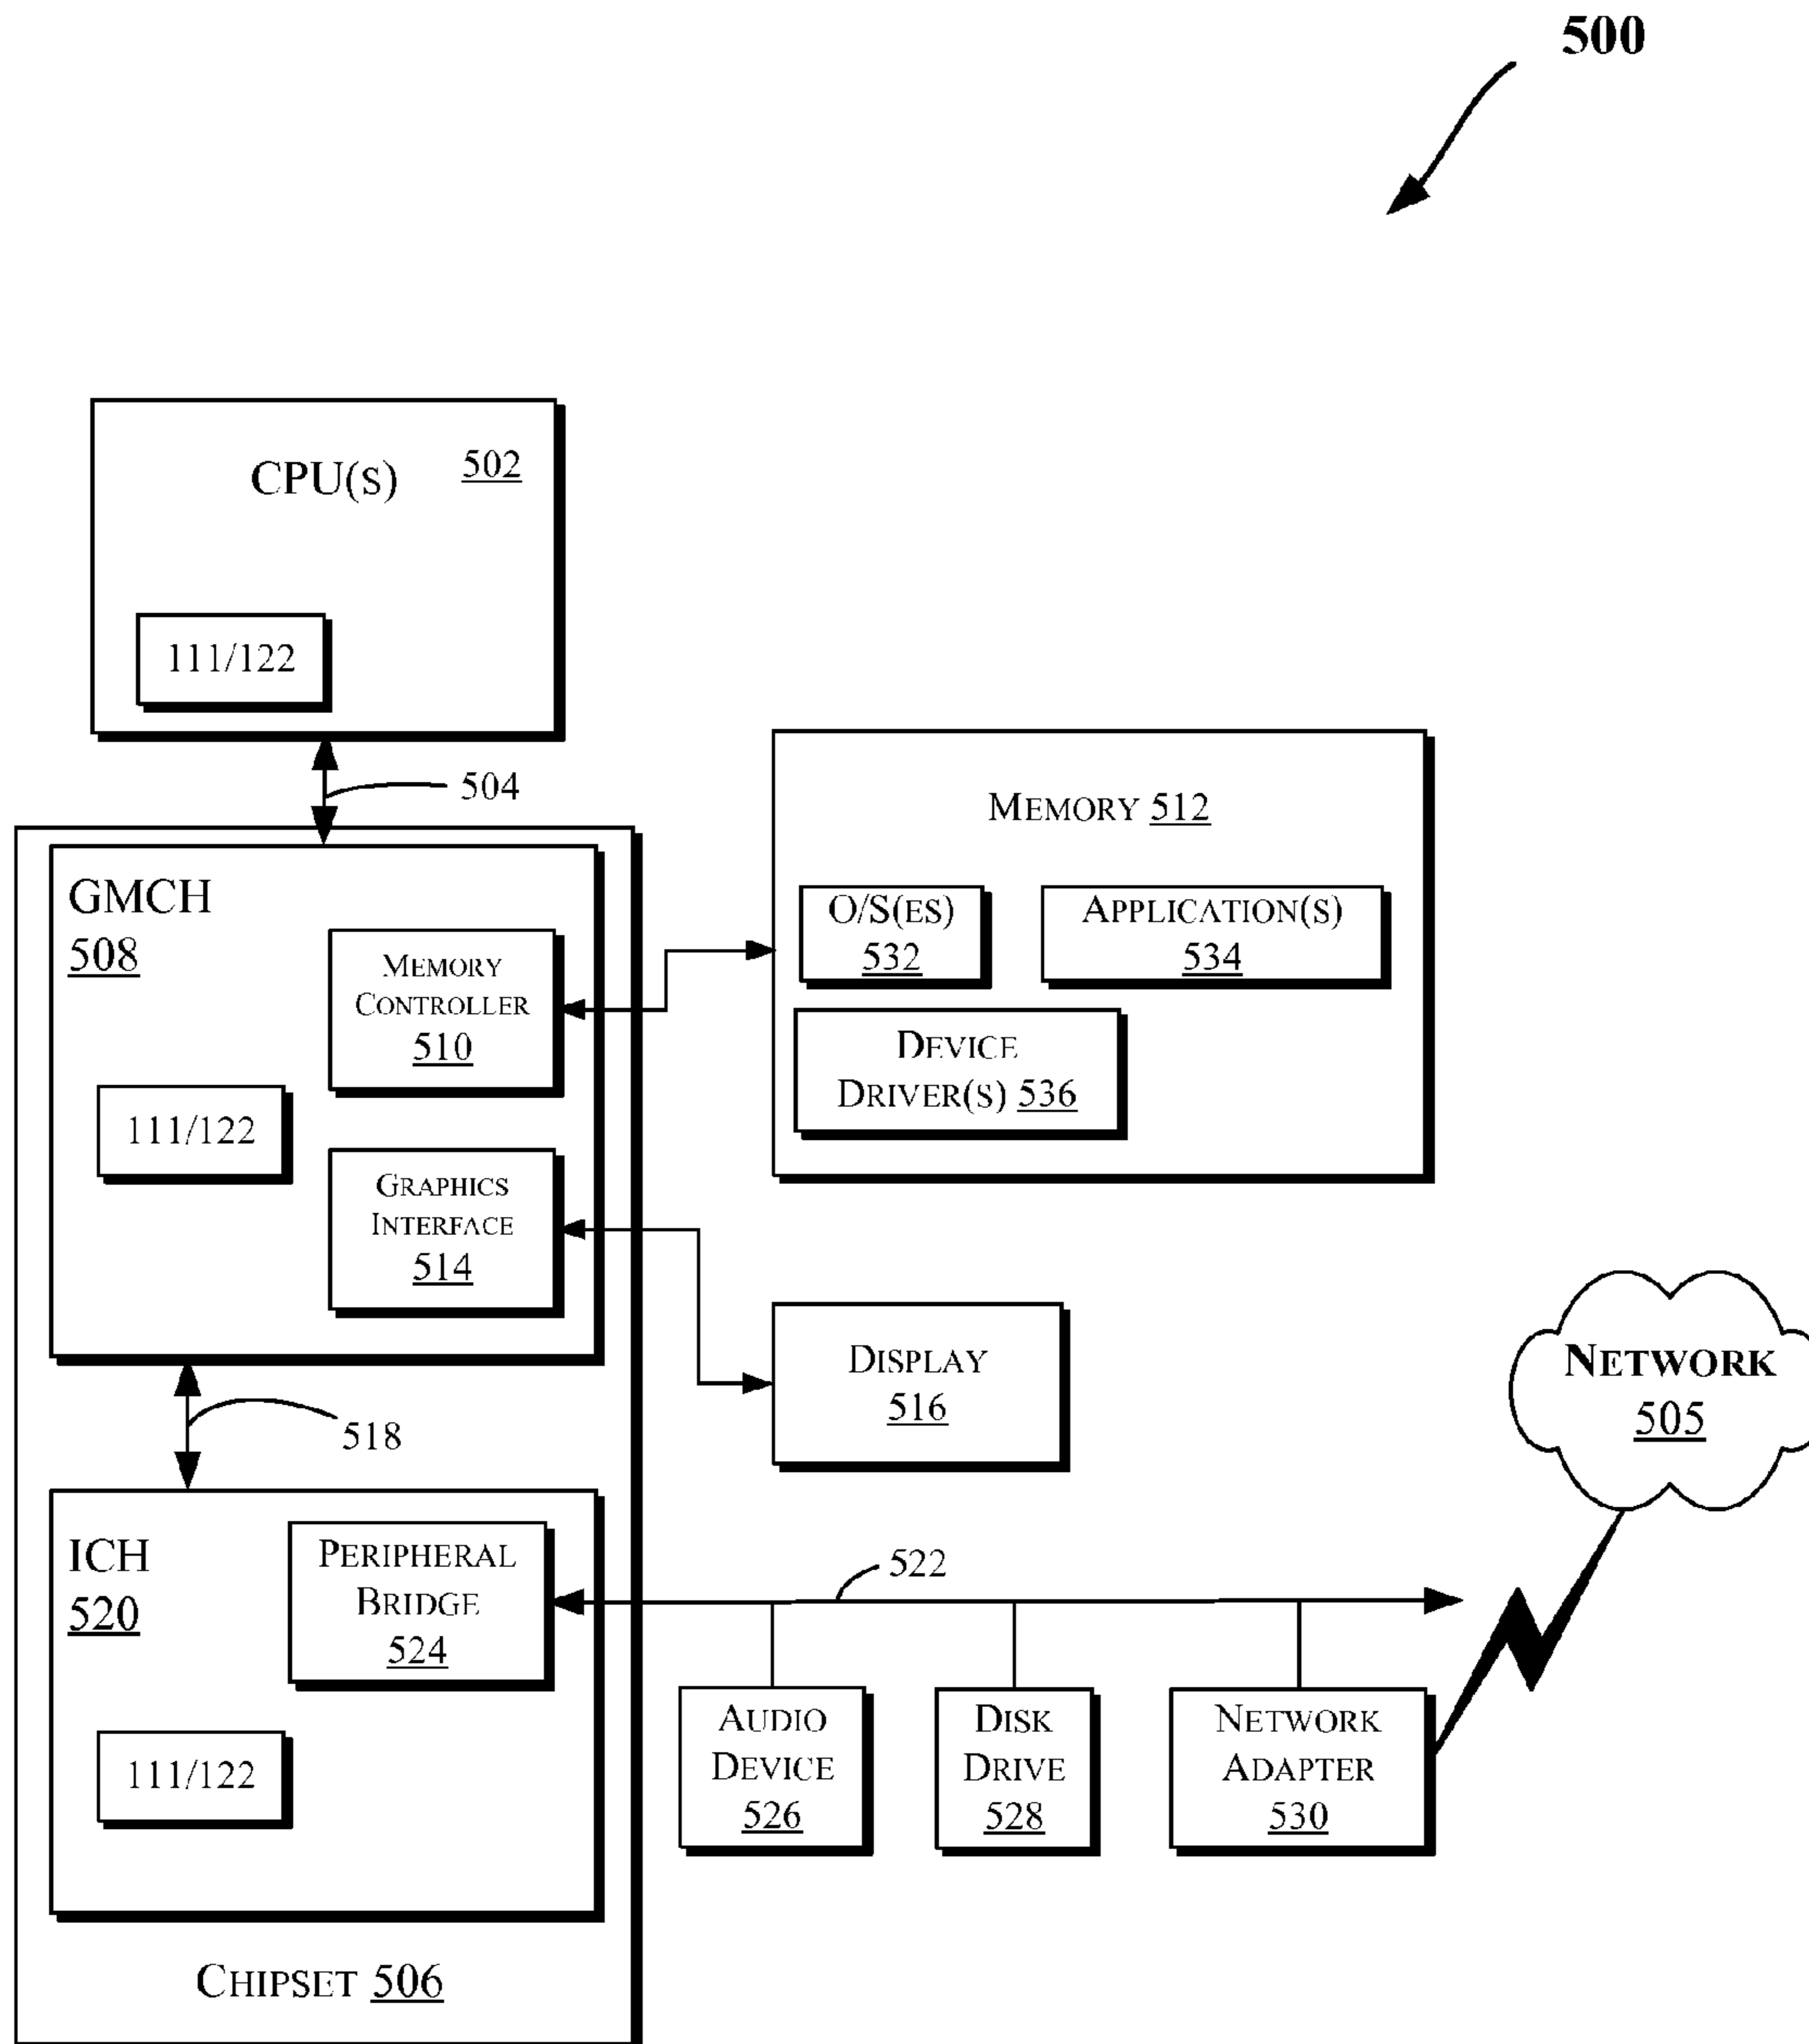 500
CPU(S)
502
111/122
504
MEMORY 512
O/S(ES)
532
APPLICATION(S)
534
DEVICE
DRIVER(S) 536
GMCH
508
MEMORY
CONTROLLER
510
111/122
GRAPHICS
INTERFACE
514
DISPLAY
516
NETWORK
505
518
ICH
520
PERIPHERAL
BRIDGE
524
522
111/122
AUDIO
DEVICE
526
DISK
DRIVE
528
NETWORK
ADAPTER
530
CHIPSET 506